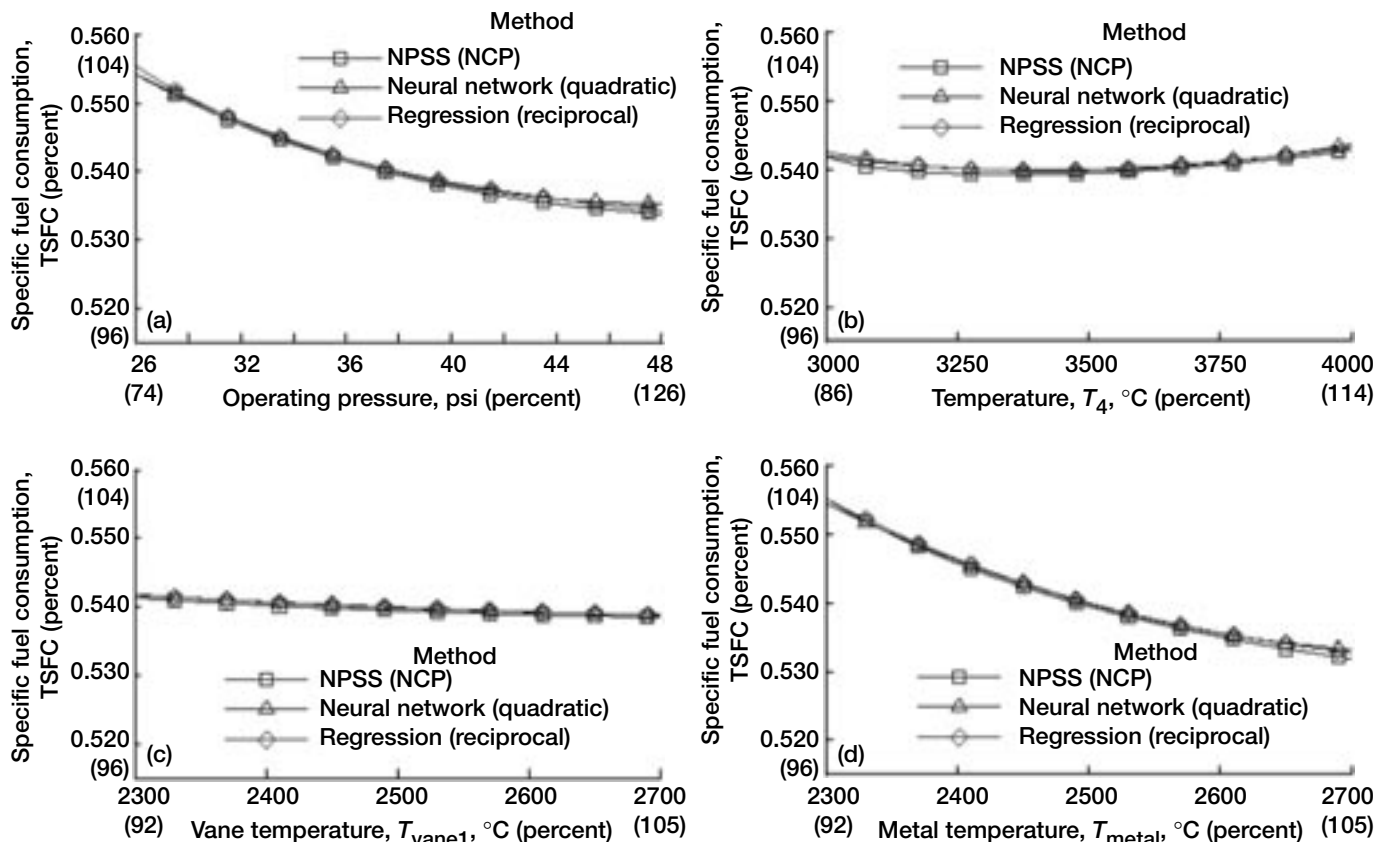 Specific fuel consumption,
TSFC (percent)
0.560
(104)
0.550
0.540
0.530
0.520
(96)
Method
NPSS (NCP)
Neural network (quadratic)
Regression (reciprocal)
(a)
26 32 36 40 44 48
(74) Operating pressure, psi (percent) (126)
Specific fuel consumption,
TSFC (percent)
0.560
(104)
0.550
0.540
0.530
0.520
(96)
Method
NPSS (NCP)
Neural network (quadratic)
Regression (reciprocal)
(b)
3000 3250 3500 3750 4000
(86) Temperature, T4, °C (percent) (114)
Specific fuel consumption,
TSFC (percent)
0.560
(104)
0.550
0.540
0.530
0.520
(96)
Method
NPSS (NCP)
Neural network (quadratic)
Regression (reciprocal)
(c)
2300 2400 2500 2600 2700
(92) Vane temperature, Tvane1, °C (percent) (105)
Specific fuel consumption,
TSFC (percent)
0.560
(104)
0.550
0.540
0.530
0.520
(96)
Method
NPSS (NCP)
Neural network (quadratic)
Regression (reciprocal)
(d)
2300 2400 2500 2600 2700
(92) Metal temperature, Tmetal, °C (percent) (105)